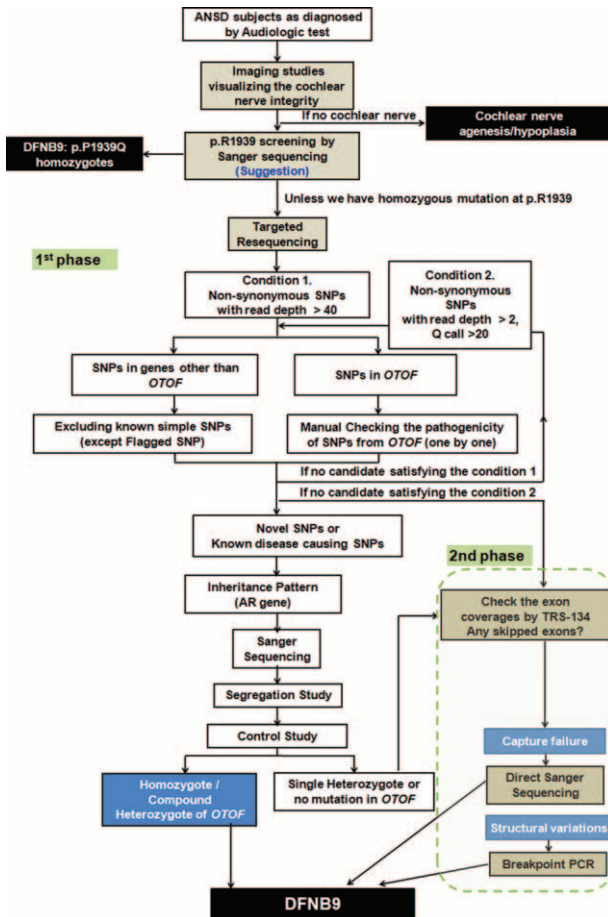 ANSD subjects as diagnosed
by Audiologic test
Imaging studies
visualizing the cochlear
nerve integrity
If no cochlear nerve
Cochlear nerve
agenesis/hypoplasia
DFNB9: p.P1939Q
homozygotes
p.R1939 screening by
Sanger sequencing
(Suggestion)
Unless we have homozygous mutation at p.R1939
Targeted
Resequencing
1st phase
Condition 1.
Non-synonymous SNPs
with read depth > 40
Condition 2.
Non-synonymous
SNPs
with read depth > 2,
Q call >20
SNPs in genes other than
OTOF
SNPs in OTOF
Excluding known simple SNPs
(except Flagged SNP)
Manual Checking the pathogenicity
of SNPs from OTOF (one by one)
If no candidate satisfying the condition 1
If no candidate satisfying the condition 2
Novel SNPs or
Known disease causing SNPs
2nd phase
Inheritance Pattern
(AR gene)
Check the exon
coverages by TRS-134
Any skipped exons?
Sanger
Sequencing
Segregation Study
Control Study
Capture failure
Homozygote /
Compound
Heterozygote of OTOF
Single Heterozygote or
no mutation in OTOF
Direct Sanger
Sequencing
Structural variations
Breakpoint PCR
DFNB9